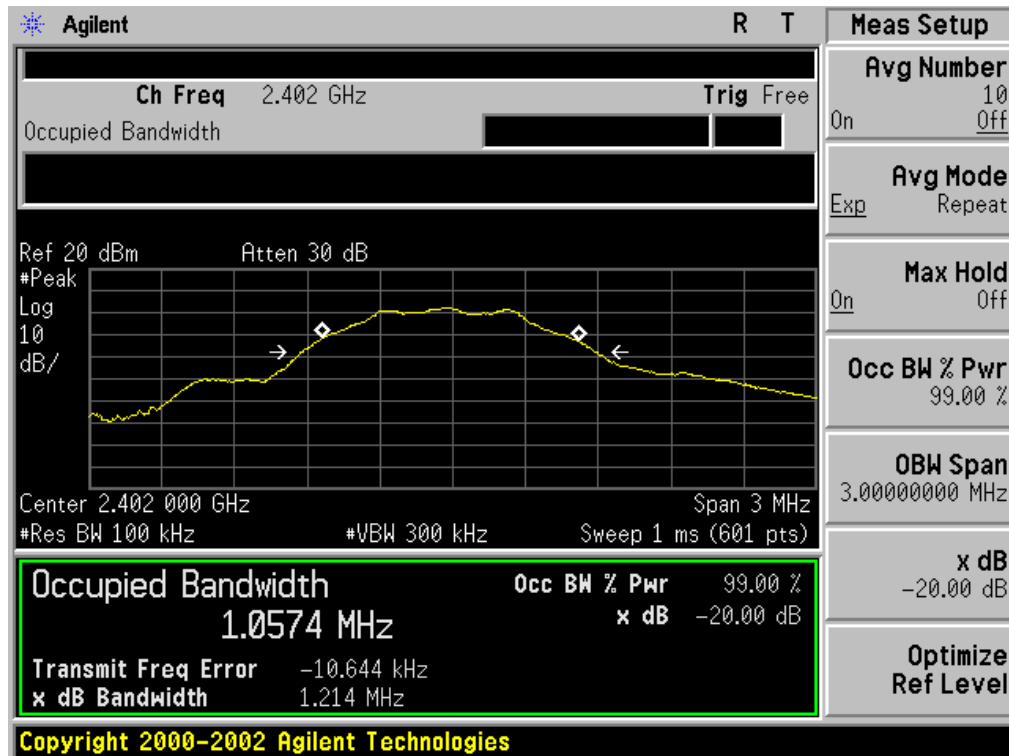 Agilent
R T
Ch Freq 2.402 GHz
Trig Free
Occupied Bandwidth
Ref 20 dBm
Atten 30 dB
#Peak
Log
10
dB/
Center 2.402 000 GHz
Span 3 MHz
#Res BW 100 kHz
#VBW 300 kHz
Sweep 1 ms (601 pts)
Occupied Bandwidth
1.0574 MHz
Occ BW % Pwr 99.00 %
x dB -20.00 dB
Transmit Freq Error -10.644 kHz
x dB Bandwidth 1.214 MHz
Meas Setup
Avg Number
10
On Off
Avg Mode
Exp Repeat
Max Hold
On Off
Occ BW % Pwr
99.00 %
OBW Span
3.00000000 MHz
x dB
-20.00 dB
Optimize
Ref Level
Copyright 2000-2002 Agilent Technologies